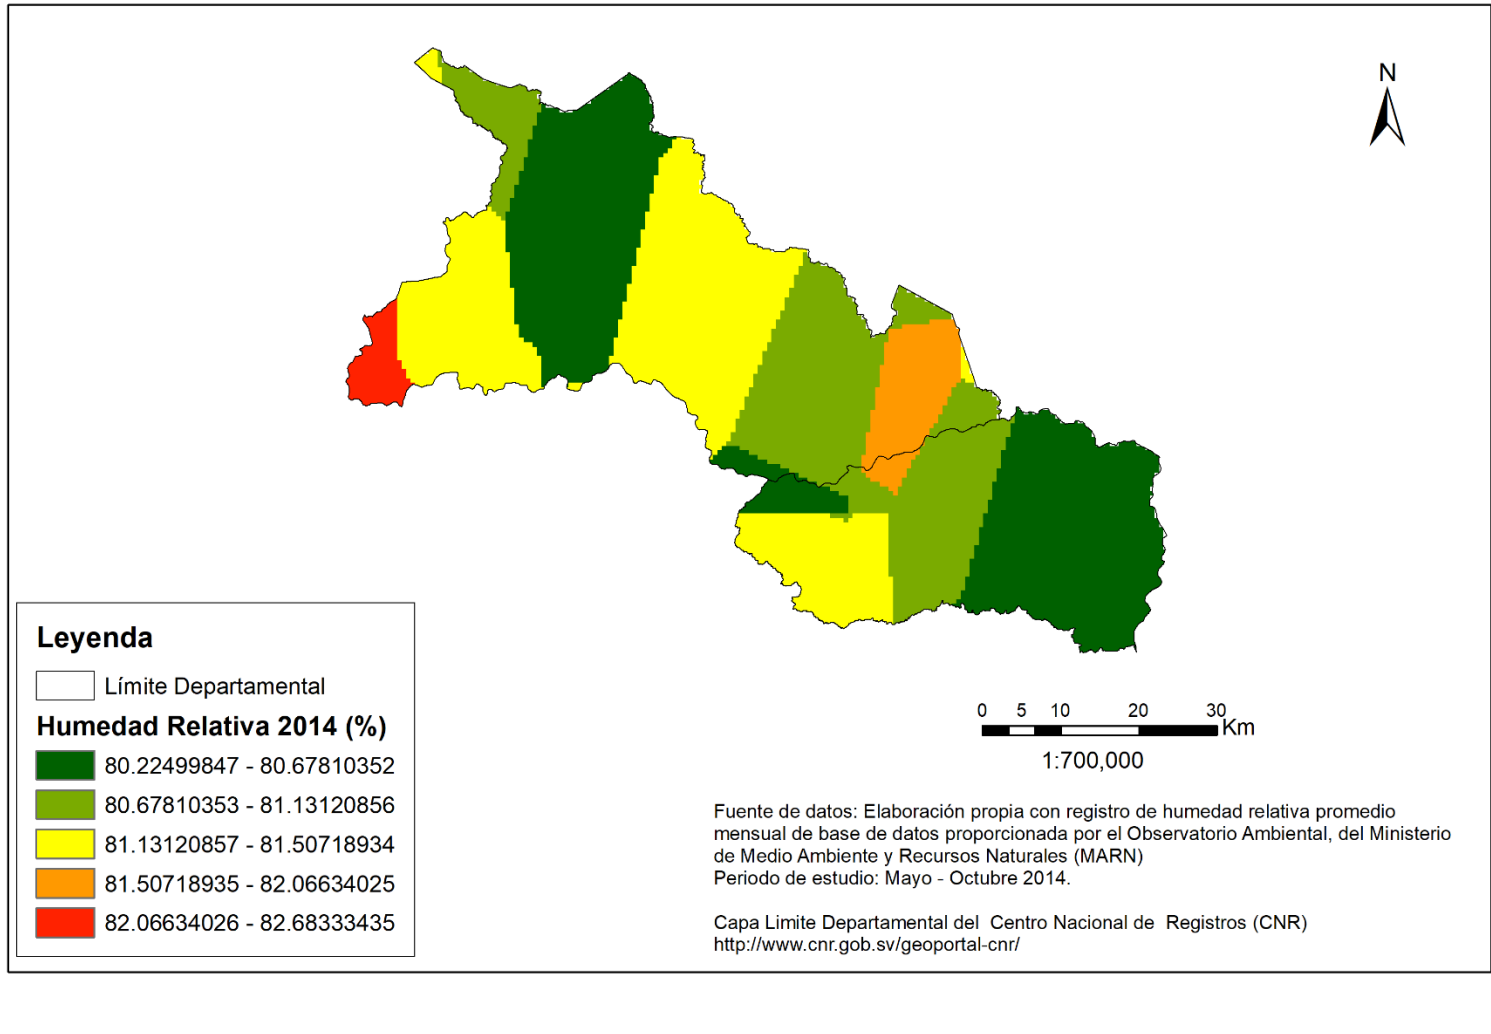 N
Leyenda
Límite Departamental
Humedad Relativa 2014 (%)
80.22499847 - 80.67810352
80.67810353 - 81.13120856
81.13120857 - 81.50718934
81.50718935 - 82.06634025
82.06634026 - 82.68333435
0 5 10 20 30
Km
1:700,000
Fuente de datos: Elaboración propia con registro de humedad relativa promedio
mensual de base de datos proporcionada por el Observatorio Ambiental, del Ministerio
de Medio Ambiente y Recursos Naturales (MARN)
Periodo de estudio: Mayo - Octubre 2014.
Capa Limite Departamental del Centro Nacional de Registros (CNR)
http://www.cnr.gob.sv/geoportal-cnr/